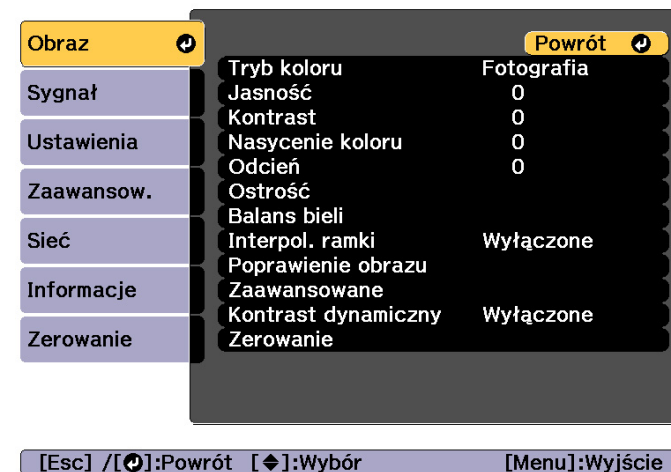 Obraz
Sygnał
Ustawienia
Zaawansow.
Sieć
Informacje
Zerowanie
Powrót
Tryb koloru Fotografia
Jasność 0
Kontrast 0
Nasycenie koloru 0
Odcień 0
Ostrość
Balans bieli
Interpol. ramki Wyłączone
Poprawienie obrazu
Zaawansowane
Kontrast dynamiczny Wyłączone
Zerowanie
[Esc] /[⏎]:Powrót [◆]:Wybór [Menu]:Wyjście